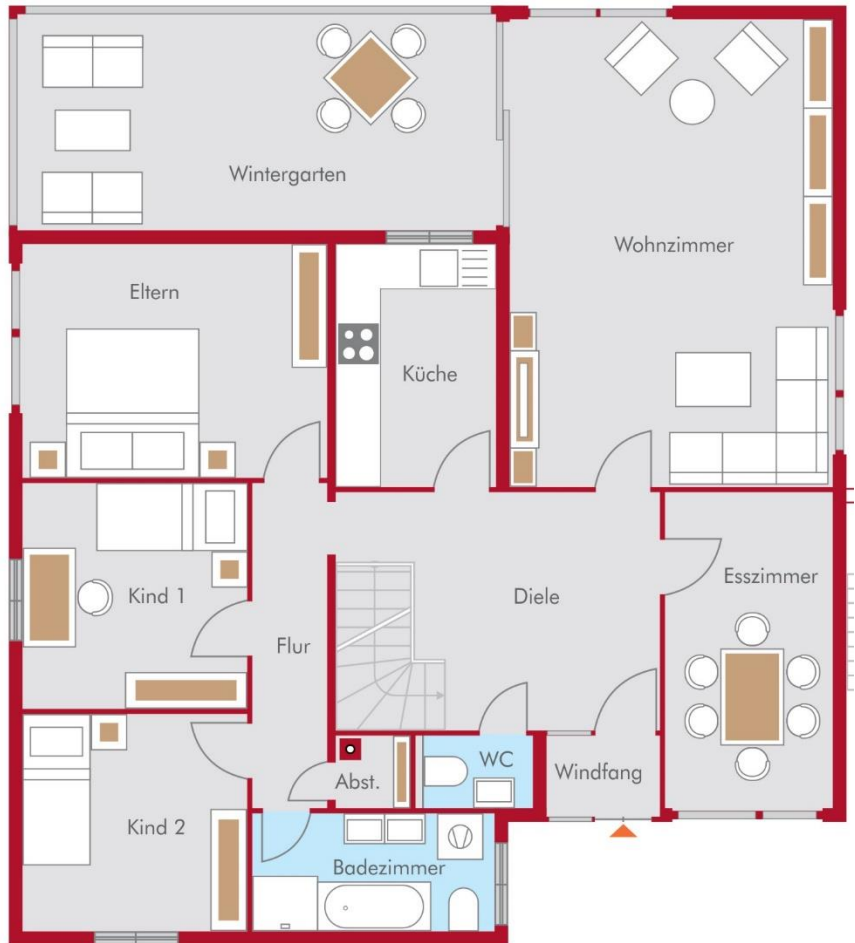 Wintergarten
Wohnzimmer
Eltern
Küche
Kind 1
Flur
Diele
Esszimmer
Abst.
WC
Windfang
Kind 2
Badezimmer